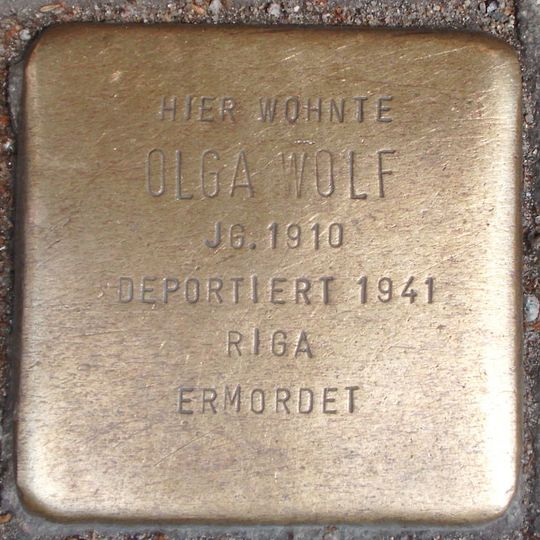 HIER WOHNTE
OLGA WOLF
JG. 1910
DEPORTIERT 1941
RIGA
ERMORDET